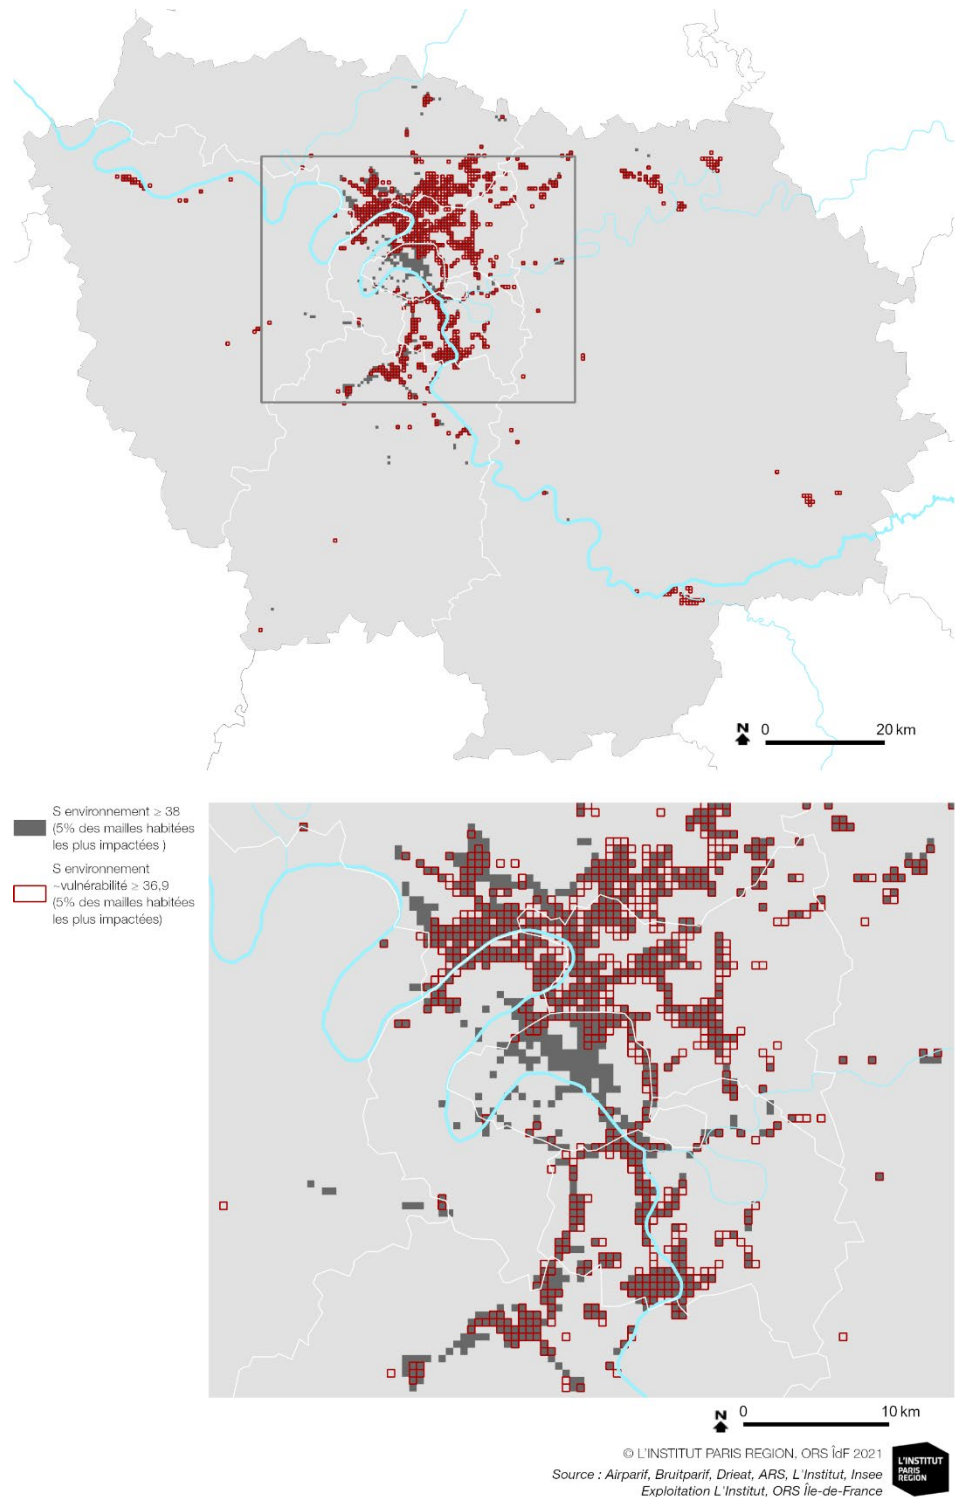 N 0 20 km
S environnement ≥ 38
(5% des mailles habitées
les plus impactées )
S environnement
~vulnérabilité ≥ 36,9
(5% des mailles habitées
les plus impactées)
N 0 10 km
© L'INSTITUT PARIS REGION, ORS ÎdF 2021
Source : Airparif, Bruitparif, Drieat, ARS, L'Institut, Insee
Exploitation L'Institut, ORS Île-de-France
L'INSTITUT
PARIS
REGION